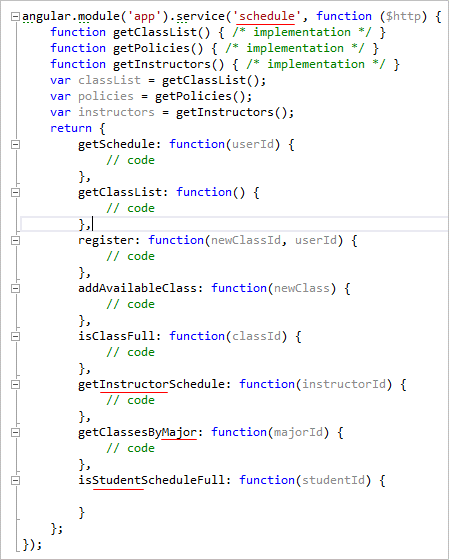 angular.module('app').service('schedule', function ($http) {
    function getClassList() { /* implementation */ }
    function getPolicies() { /* implementation */ }
    function getInstructors() { /* implementation */ }
    var classList = getClassList();
    var policies = getPolicies();
    var instructors = getInstructors();
    return {
        getSchedule: function(userId) {
            // code
        },
        getClassList: function() {
            // code
        },
        register: function(newClassId, userId) {
            // code
        },
        addAvailableClass: function(newClass) {
            // code
        },
        isClassFull: function(classId) {
            // code
        },
        getInstructorSchedule: function(instructorId) {
            // code
        },
        getClassesByMajor: function(majorId) {
            // code
        },
        isStudentScheduleFull: function(studentId) {

        }
    };
});